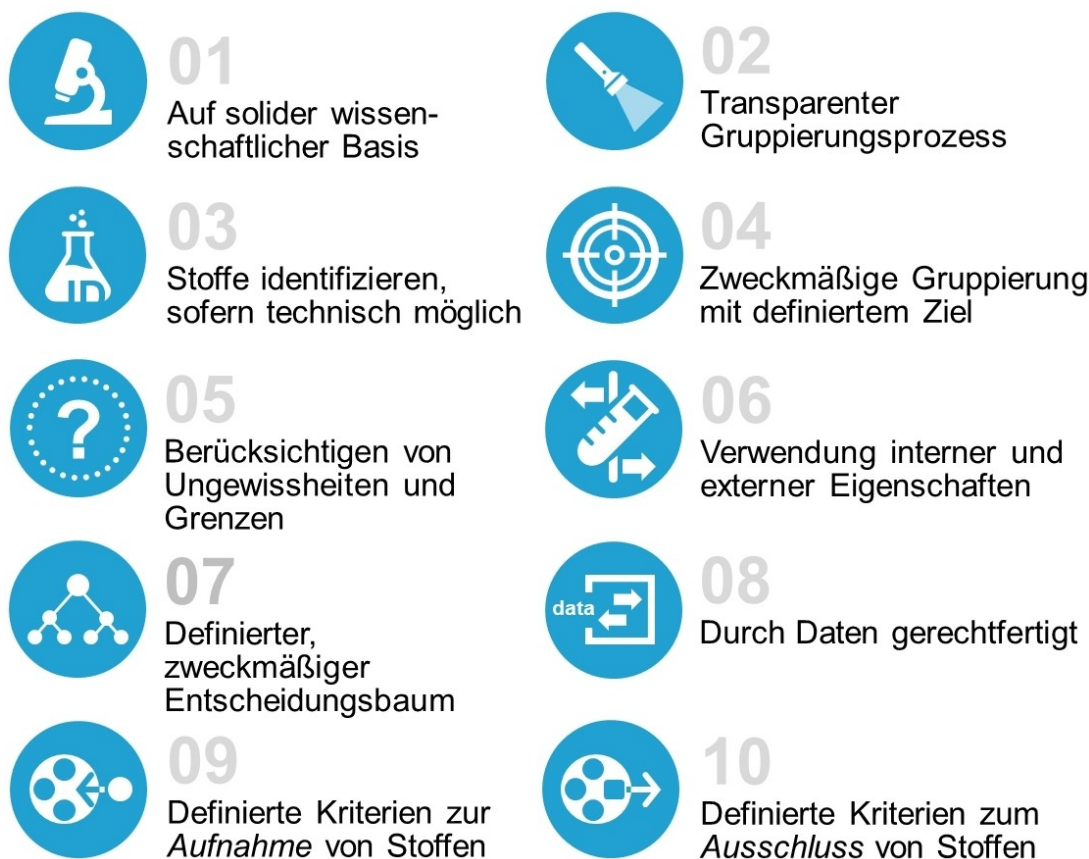 01
Auf solider wissen-
schaftlicher Basis
02
Transparenter
Gruppierungsprozess
03
Stoffe identifizieren,
sofern technisch möglich
ID
04
Zweckmäßige Gruppierung
mit definiertem Ziel
05
Berücksichtigen von
Ungewissheiten und
Grenzen
?
06
Verwendung interner und
externer Eigenschaften
07
Definierter,
zweckmäßiger
Entscheidungsbaum
08
data
Durch Daten gerechtfertigt
09
Definierte Kriterien zur
Aufnahme von Stoffen
10
Definierte Kriterien zum
Ausschluss von Stoffen